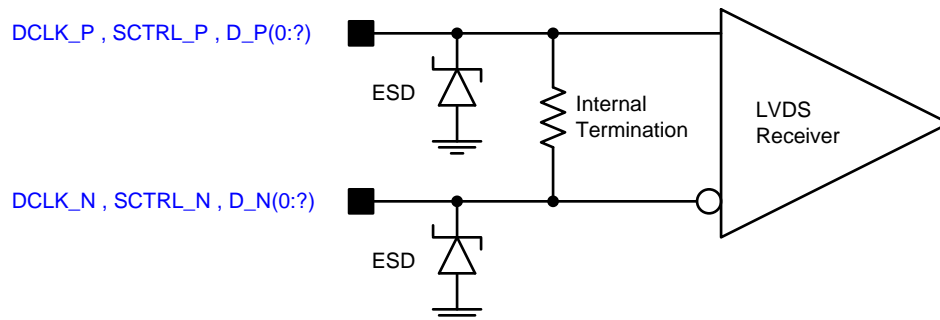 DCLK_P , SCTRL_P , D_P(0:?)
ESD
Internal
Termination
LVDS
Receiver
DCLK_N , SCTRL_N , D_N(0:?)
ESD